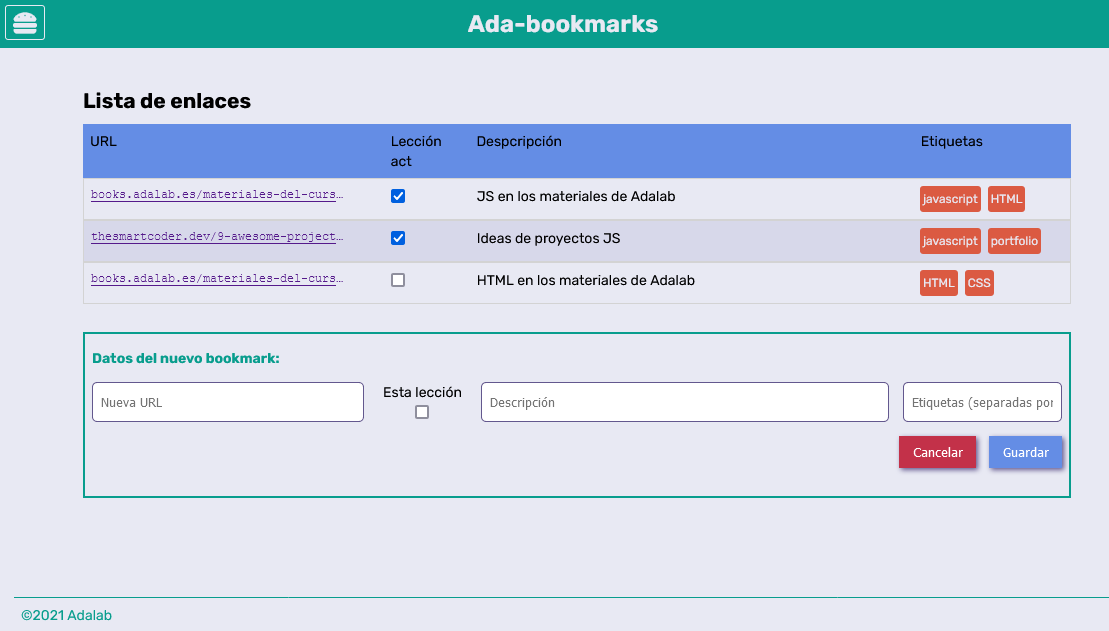 Ada-bookmarks
Lista de enlaces
URL Lección act Despcripción Etiquetas
books.adalab.es/materiales-del-curs… JS en los materiales de Adalab javascript HTML
thesmartcoder.dev/9-awesome-project… Ideas de proyectos JS javascript portfolio
books.adalab.es/materiales-del-curs… HTML en los materiales de Adalab HTML CSS
Datos del nuevo bookmark:
Nueva URL Esta lección Descripción Etiquetas (separadas por
Cancelar Guardar
©2021 Adalab